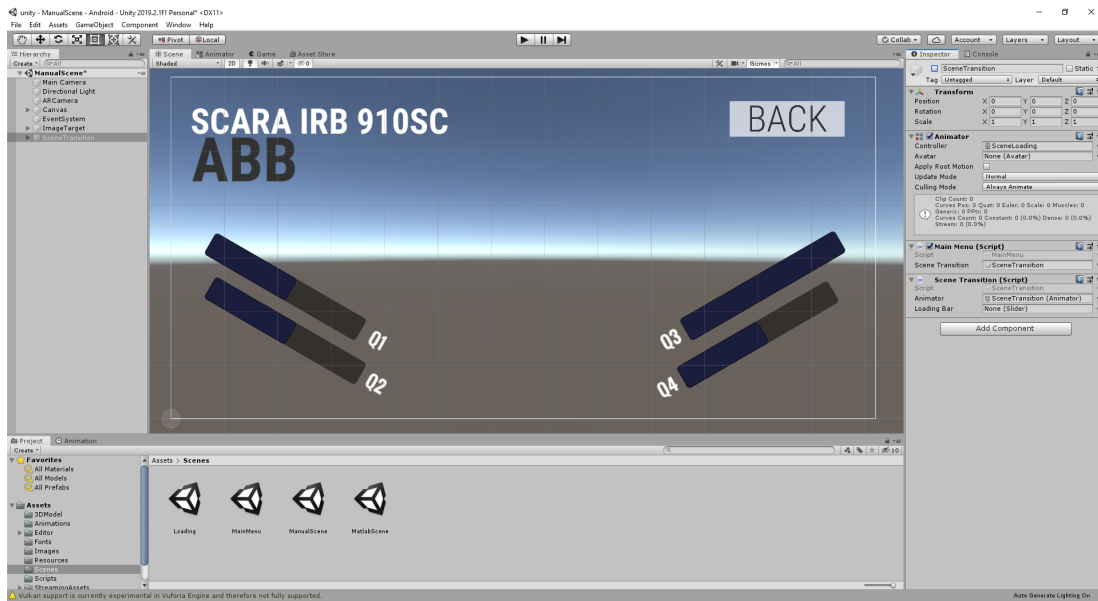 unity - ManualScene - Android - Unity 2019.2.1f1 Personal* <DX11>
File Edit Assets GameObject Component Window Help
Pivot Local
Collab Account Layers Layout
Hierarchy
Create All
ManualScene*
Main Camera
Directional Light
ARCamera
Canvas
EventSystem
ImageTarget
SceneTransition
Scene Animator Game Asset Store
Shaded 2D 0 Gizmos All
SCARA IRB 910SC
ABB
BACK
Q1
Q2
Q3
Q4
Inspector Console
SceneTransition Static
Tag Untagged Layer Default
Transform
Position X 0 Y 0 Z 0
Rotation X 0 Y 0 Z 0
Scale X 1 Y 1 Z 1
Animator
Controller SceneLoading
Avatar None (Avatar)
Apply Root Motion
Update Mode Normal
Culling Mode Always Animate
Clip Count: 0
Curves Pos: 0 Quat: 0 Euler: 0 Scale: 0 Muscles: 0
Generic: 0 PPtr: 0
Curves Count: 0 Constant: 0 (0.0%) Dense: 0 (0.0%)
Stream: 0 (0.0%)
Main Menu (Script)
Script MainMenu
Scene Transition SceneTransition
Scene Transition (Script)
Script SceneTransition
Animator SceneTransition (Animator)
Loading Bar None (Slider)
Add Component
Project Animation
Create
10
Favorites
All Materials
All Models
All Prefabs
Assets
3DModel
Animations
Editor
Fonts
Images
Resources
Scenes
Scripts
StreamingAssets
Assets > Scenes
Loading MainMenu ManualScene MatlabScene
Vulkan support is currently experimental in Vuforia Engine and therefore not fully supported.
Auto Generate Lighting On